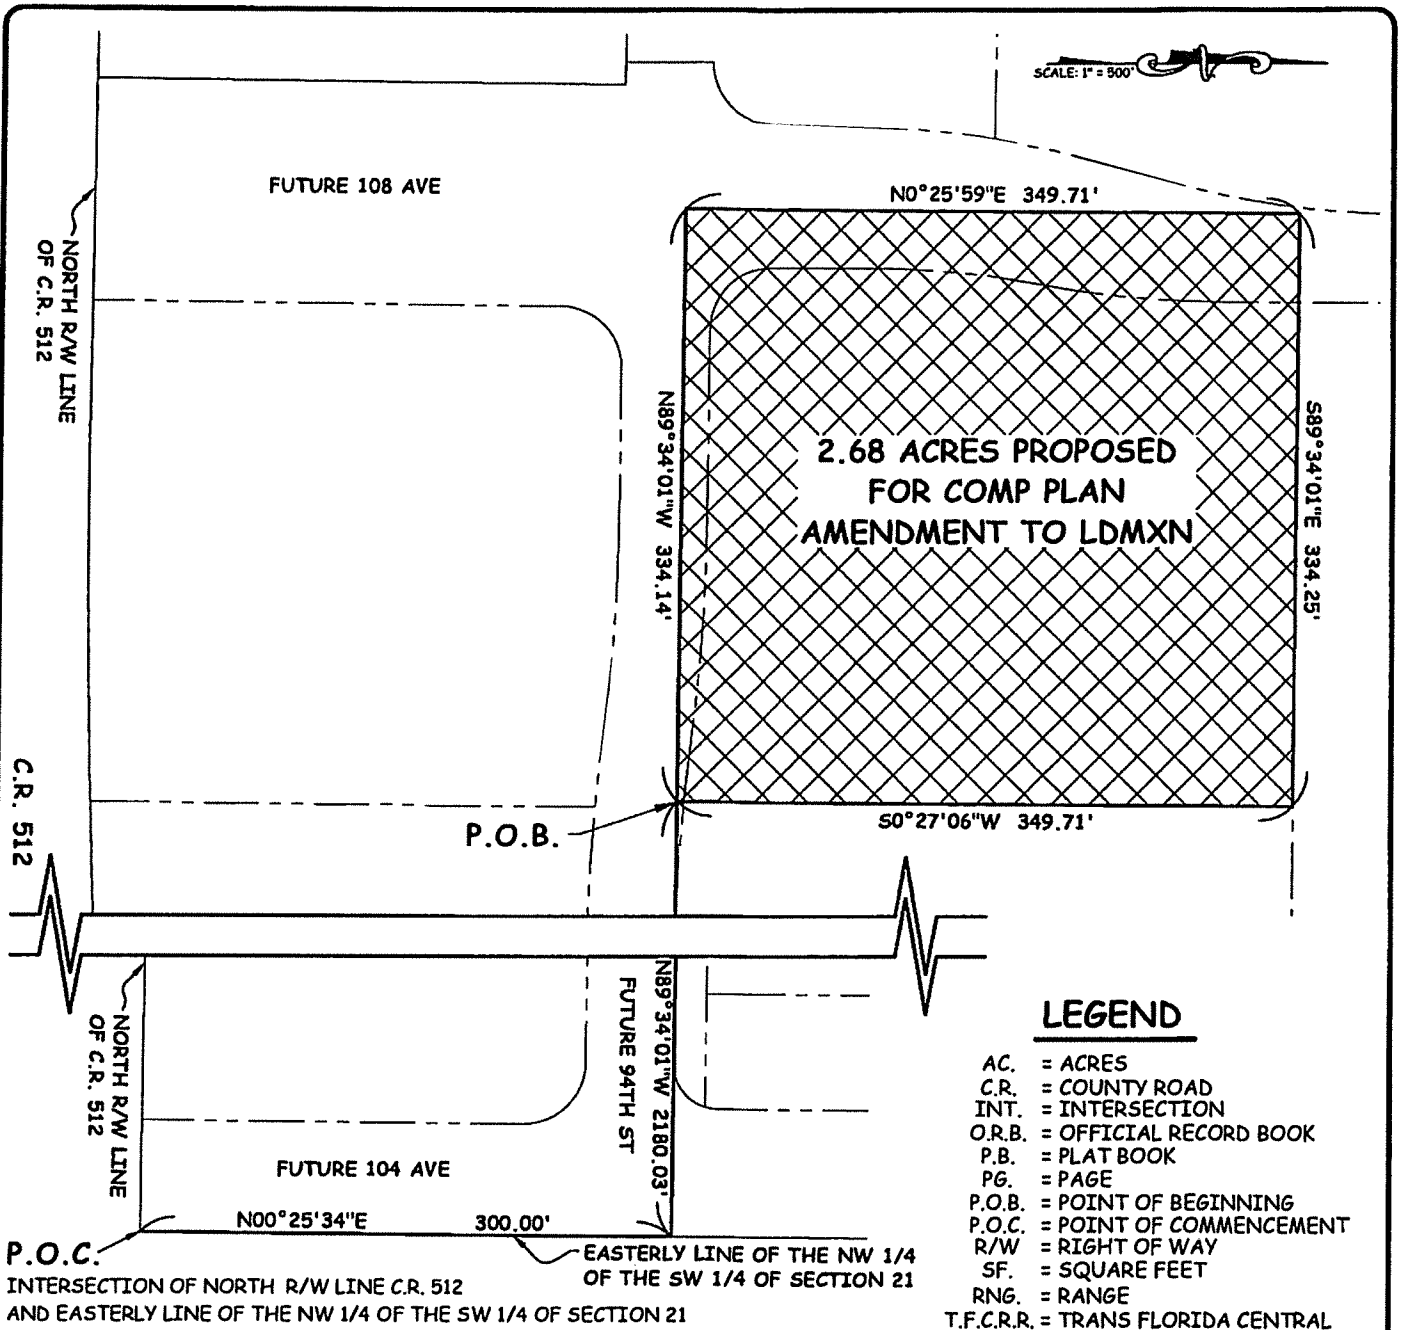 SCALE: 1" = 500'
FUTURE 108 AVE
N0°25'59"E 349.71'
NORTH R/W LINE
OF C.R. 512
N89°34'01"W 334.14'
2.68 ACRES PROPOSED
FOR COMP PLAN
AMENDMENT TO LDMXN
S89°34'01"E 334.25'
C.R. 512
P.O.B.
S0°27'06"W 349.71'
NORTH R/W LINE
OF C.R. 512
FUTURE 94TH ST
N89°34'01"W 2180.03'
FUTURE 104 AVE
N00°25'34"E 300.00'
P.O.C.
INTERSECTION OF NORTH R/W LINE C.R. 512
AND EASTERLY LINE OF THE NW 1/4 OF THE SW 1/4 OF SECTION 21
EASTERLY LINE OF THE NW 1/4
OF THE SW 1/4 OF SECTION 21
LEGEND
AC. = ACRES
C.R. = COUNTY ROAD
INT. = INTERSECTION
O.R.B. = OFFICIAL RECORD BOOK
P.B. = PLAT BOOK
PG. = PAGE
P.O.B. = POINT OF BEGINNING
P.O.C. = POINT OF COMMENCEMENT
R/W = RIGHT OF WAY
SF. = SQUARE FEET
RNG. = RANGE
T.F.C.R.R. = TRANS FLORIDA CENTRAL